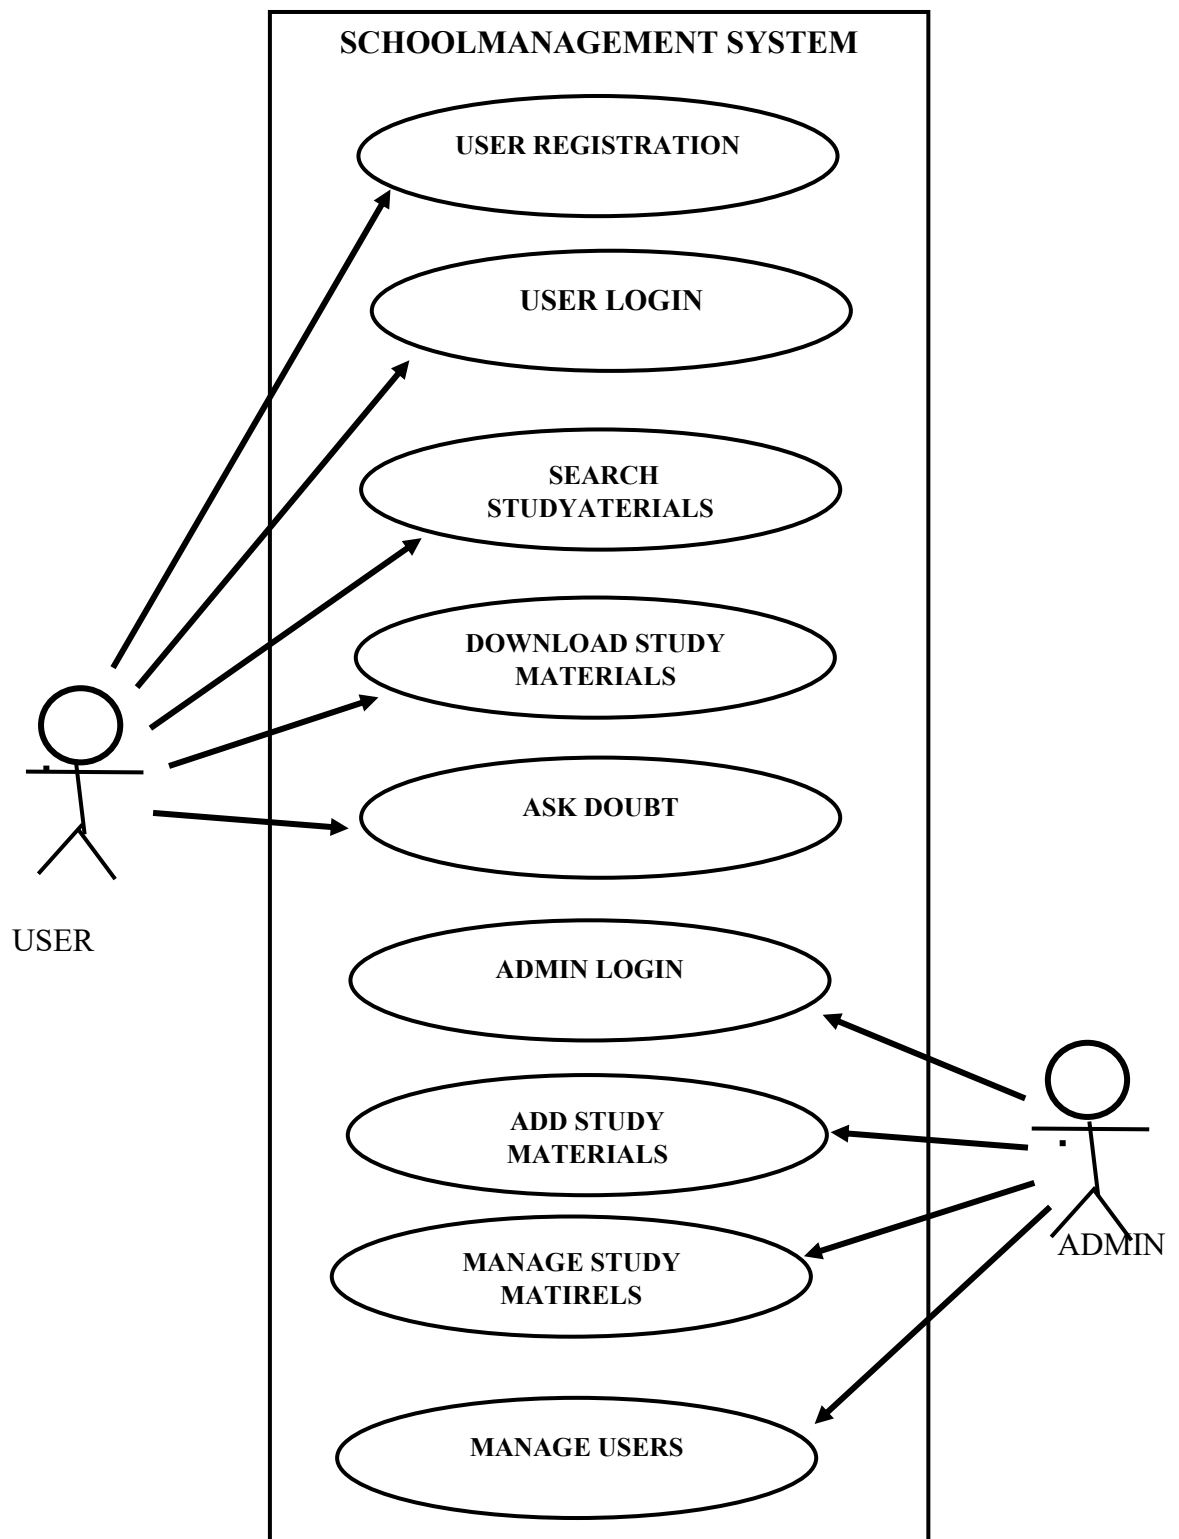 SCHOOLMANAGEMENT SYSTEM
USER REGISTRATION
USER LOGIN
SEARCH
STUDYATERIALS
DOWNLOAD STUDY
MATERIALS
ASK DOUBT
USER
ADMIN LOGIN
ADD STUDY
MATERIALS
ADMIN
MANAGE STUDY
MATIRELS
MANAGE USERS